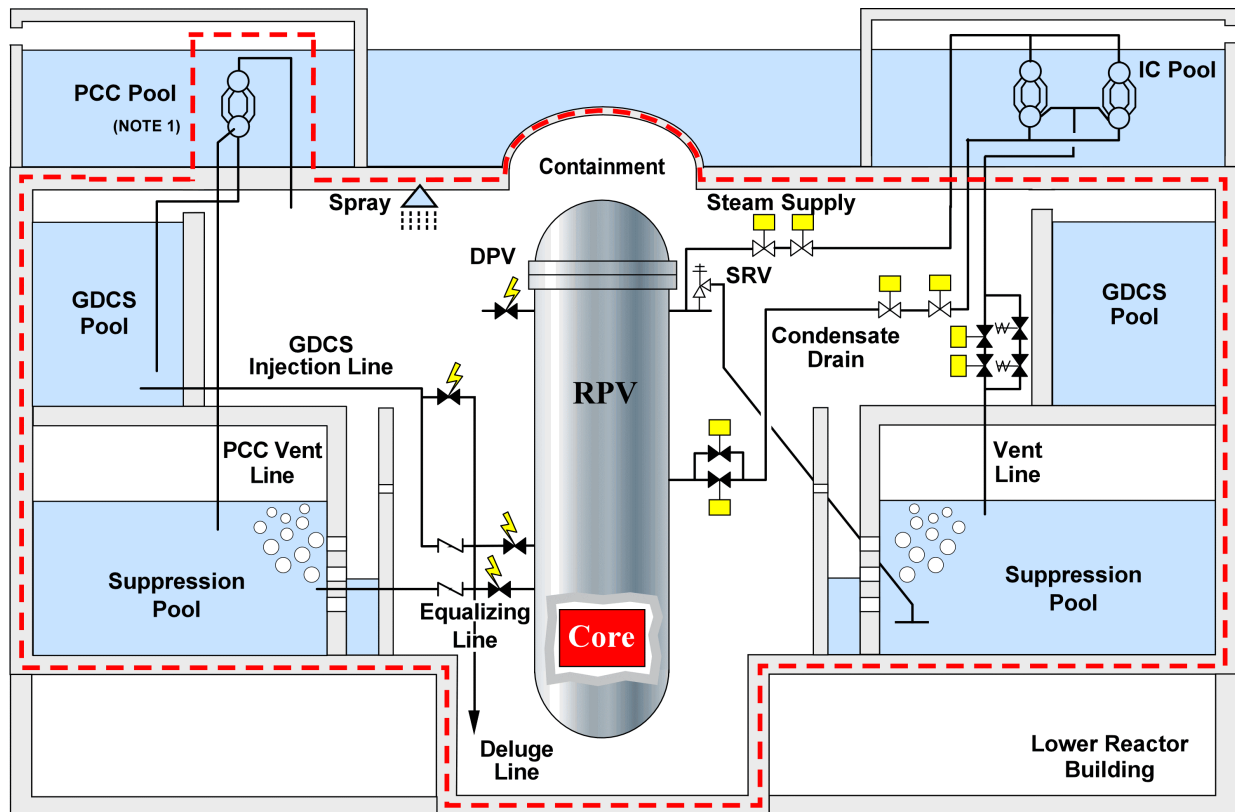 PCC Pool
(NOTE 1)
IC Pool
Containment
Spray
Steam Supply
DPV
SRV
GDCS
Pool
GDCS
Pool
GDCS
Injection Line
Condensate
Drain
RPV
PCC Vent
Line
Vent
Line
Suppression
Pool
Suppression
Pool
Equalizing
Line
Core
Deluge
Line
Lower Reactor
Building